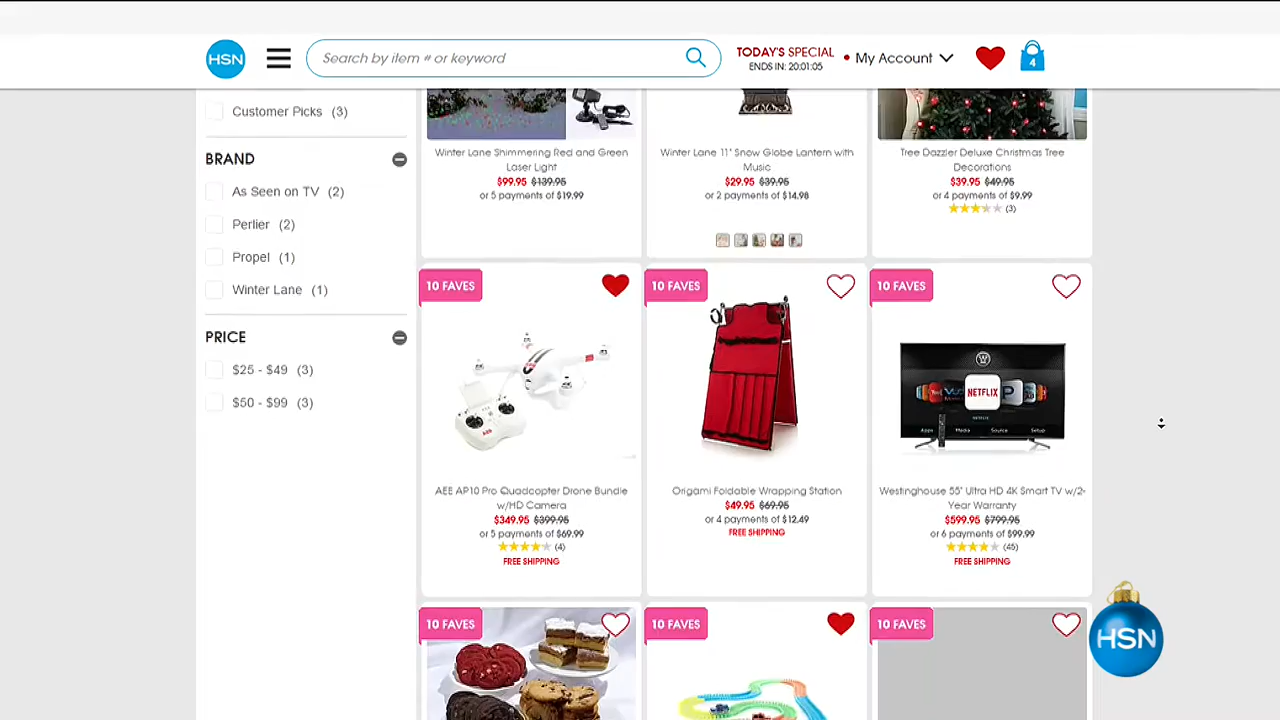 HSN
Search by item # or keyword
TODAY'S SPECIAL
ENDS IN: 20:01:05
My Account
4
Customer Picks (3)
BRAND
As Seen on TV (2)
Perlier (2)
Propel (1)
Winter Lane (1)
PRICE
$25 - $49 (3)
$50 - $99 (3)
Winter Lane Shimmering Red and Green
Laser Light
$99.95 $139.95
or 5 payments of $19.99
Winter Lane 11" Snow Globe Lantern with
Music
$29.95 $39.95
or 2 payments of $14.98
Tree Dazzler Deluxe Christmas Tree
Decorations
$39.95 $49.95
or 4 payments of $9.99
(3)
10 FAVES
AEE AP10 Pro Quadcopter Drone Bundle
w/HD Camera
$349.95 $399.95
or 5 payments of $69.99
(4)
FREE SHIPPING
10 FAVES
Origami Foldable Wrapping Station
$49.95 $69.95
or 4 payments of $12.49
FREE SHIPPING
10 FAVES
NETFLIX
NETFLIX
Apps Media Source Setup
Westinghouse 55" Ultra HD 4K Smart TV w/2-
Year Warranty
$599.95 $799.95
or 6 payments of $99.99
(45)
FREE SHIPPING
10 FAVES
10 FAVES
10 FAVES
HSN